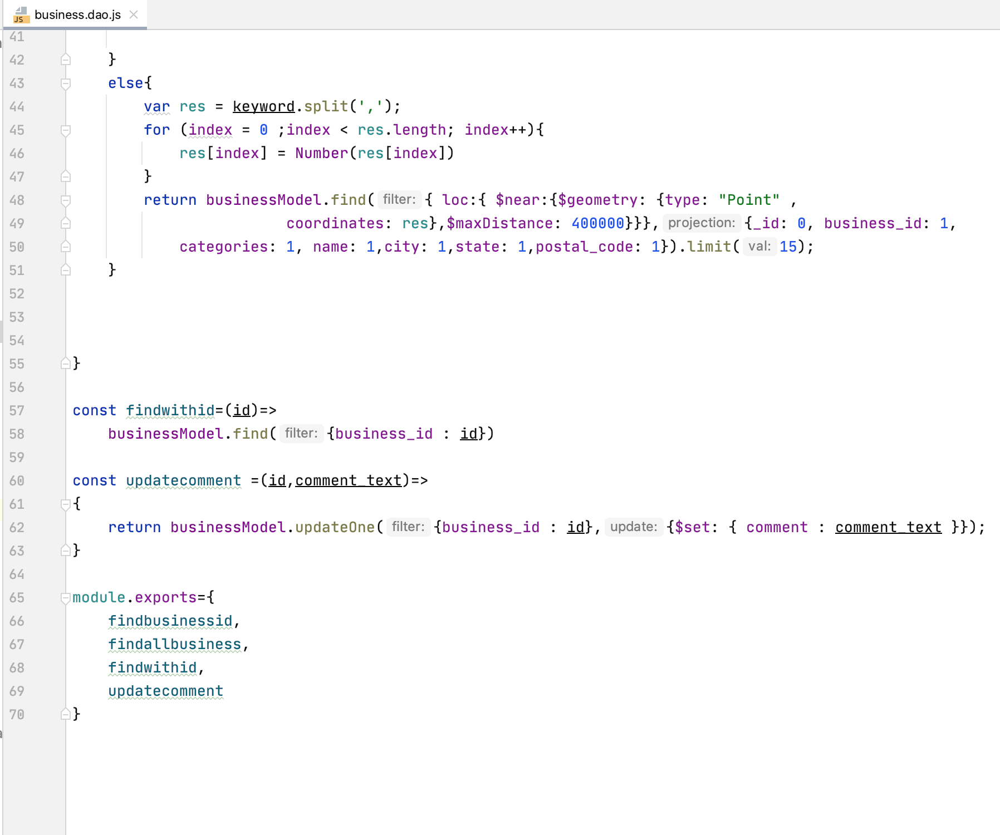 JS business.dao.js
41
42 }
43 else{
44 var res = keyword.split(',');
45 for (index = 0 ;index < res.length; index++){
46 res[index] = Number(res[index])
47 }
48 return businessModel.find( filter: { loc:{ $near:{$geometry: {type: "Point" ,
49 coordinates: res},$maxDistance: 400000}}}, projection: {_id: 0, business_id: 1,
50 categories: 1, name: 1,city: 1,state: 1,postal_code: 1}).limit( val: 15);
51 }
52
53
54
55 }
56
57 const findwithid=(id)=>
58 businessModel.find( filter: {business_id : id})
59
60 const updatecomment =(id,comment_text)=>
61 {
62 return businessModel.updateOne( filter: {business_id : id}, update: {$set: { comment : comment_text }});
63 }
64
65 module.exports={
66 findbusinessid,
67 findallbusiness,
68 findwithid,
69 updatecomment
70 }